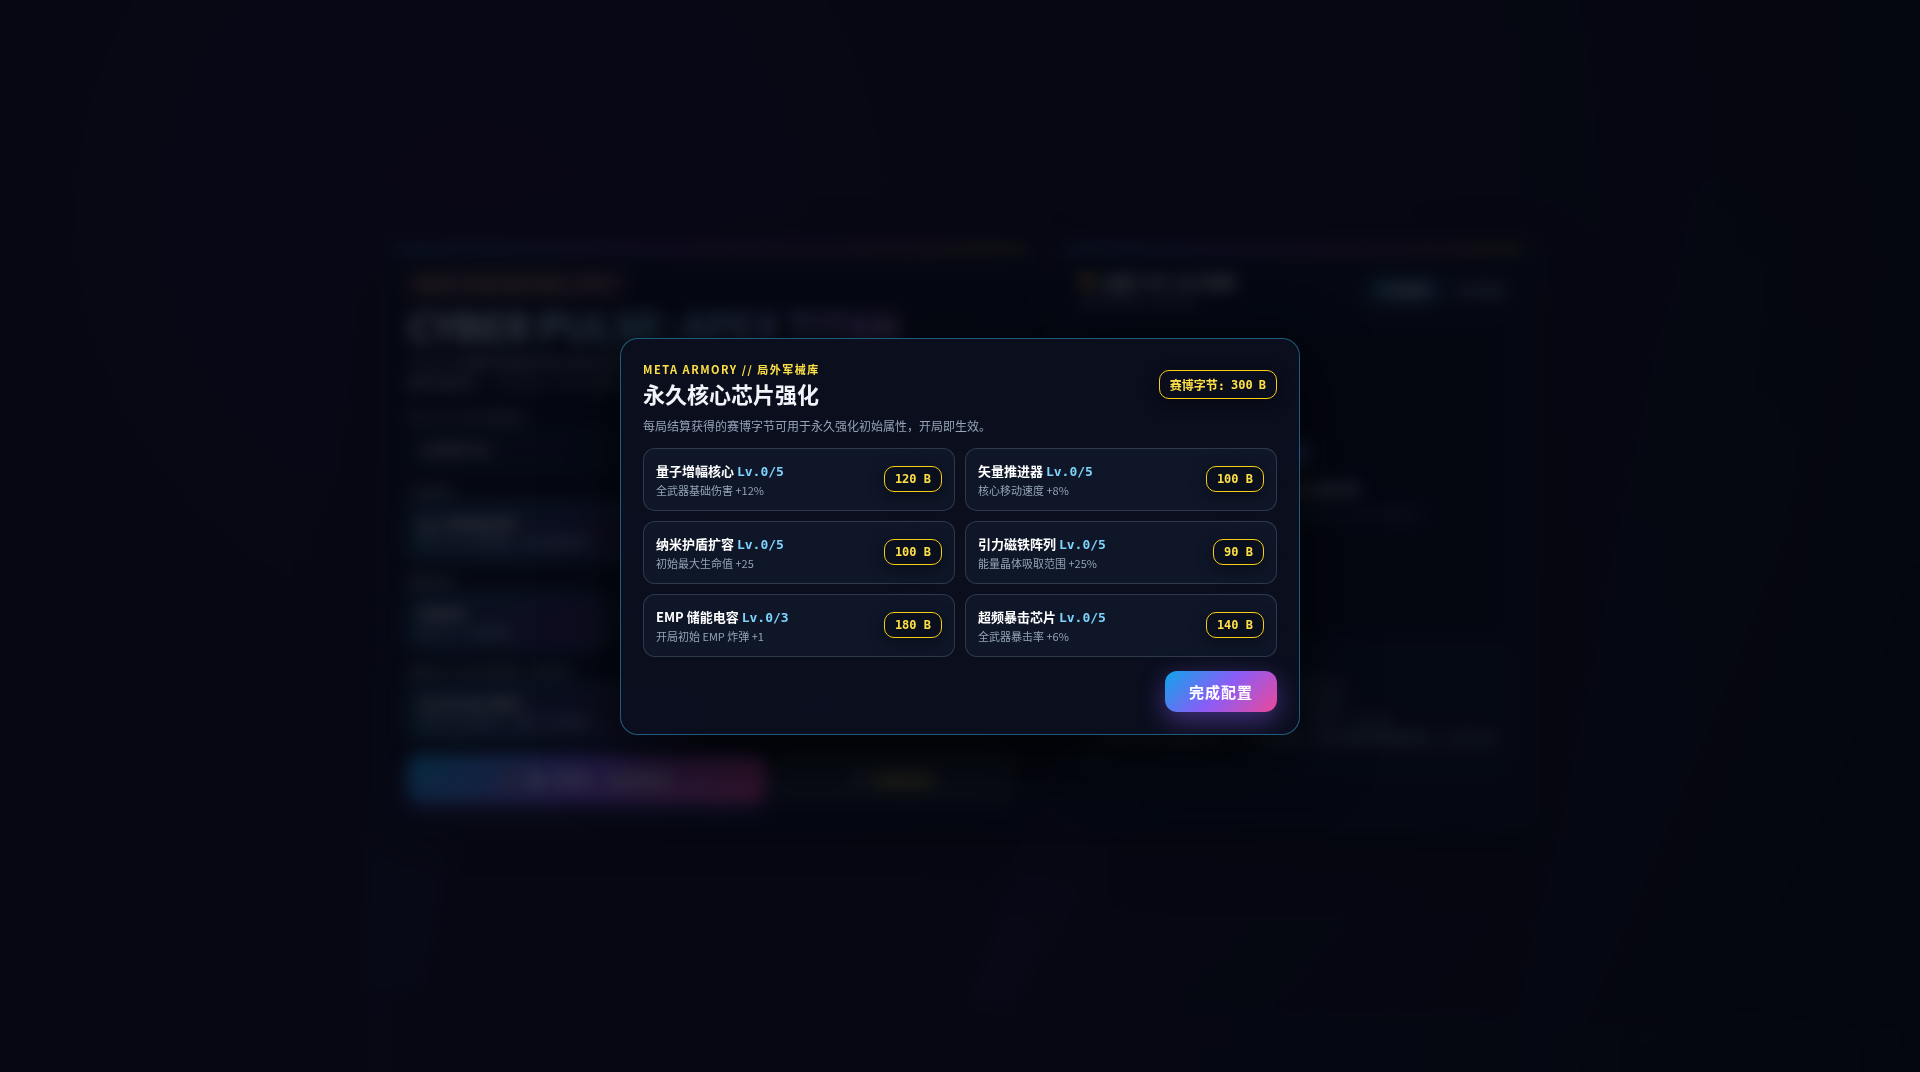 META ARMORY // 局外军械库
永久核心芯片强化
赛博字节: 300 B
每局结算获得的赛博字节可用于永久强化初始属性，开局即生效。
量子增幅核心 Lv.0/5
全武器基础伤害 +12%
120 B
矢量推进器 Lv.0/5
核心移动速度 +8%
100 B
纳米护盾扩容 Lv.0/5
初始最大生命值 +25
100 B
引力磁铁阵列 Lv.0/5
能量晶体吸取范围 +25%
90 B
EMP 储能电容 Lv.0/3
开局初始 EMP 炸弹 +1
180 B
超频暴击芯片 Lv.0/5
全武器暴击率 +6%
140 B
完成配置